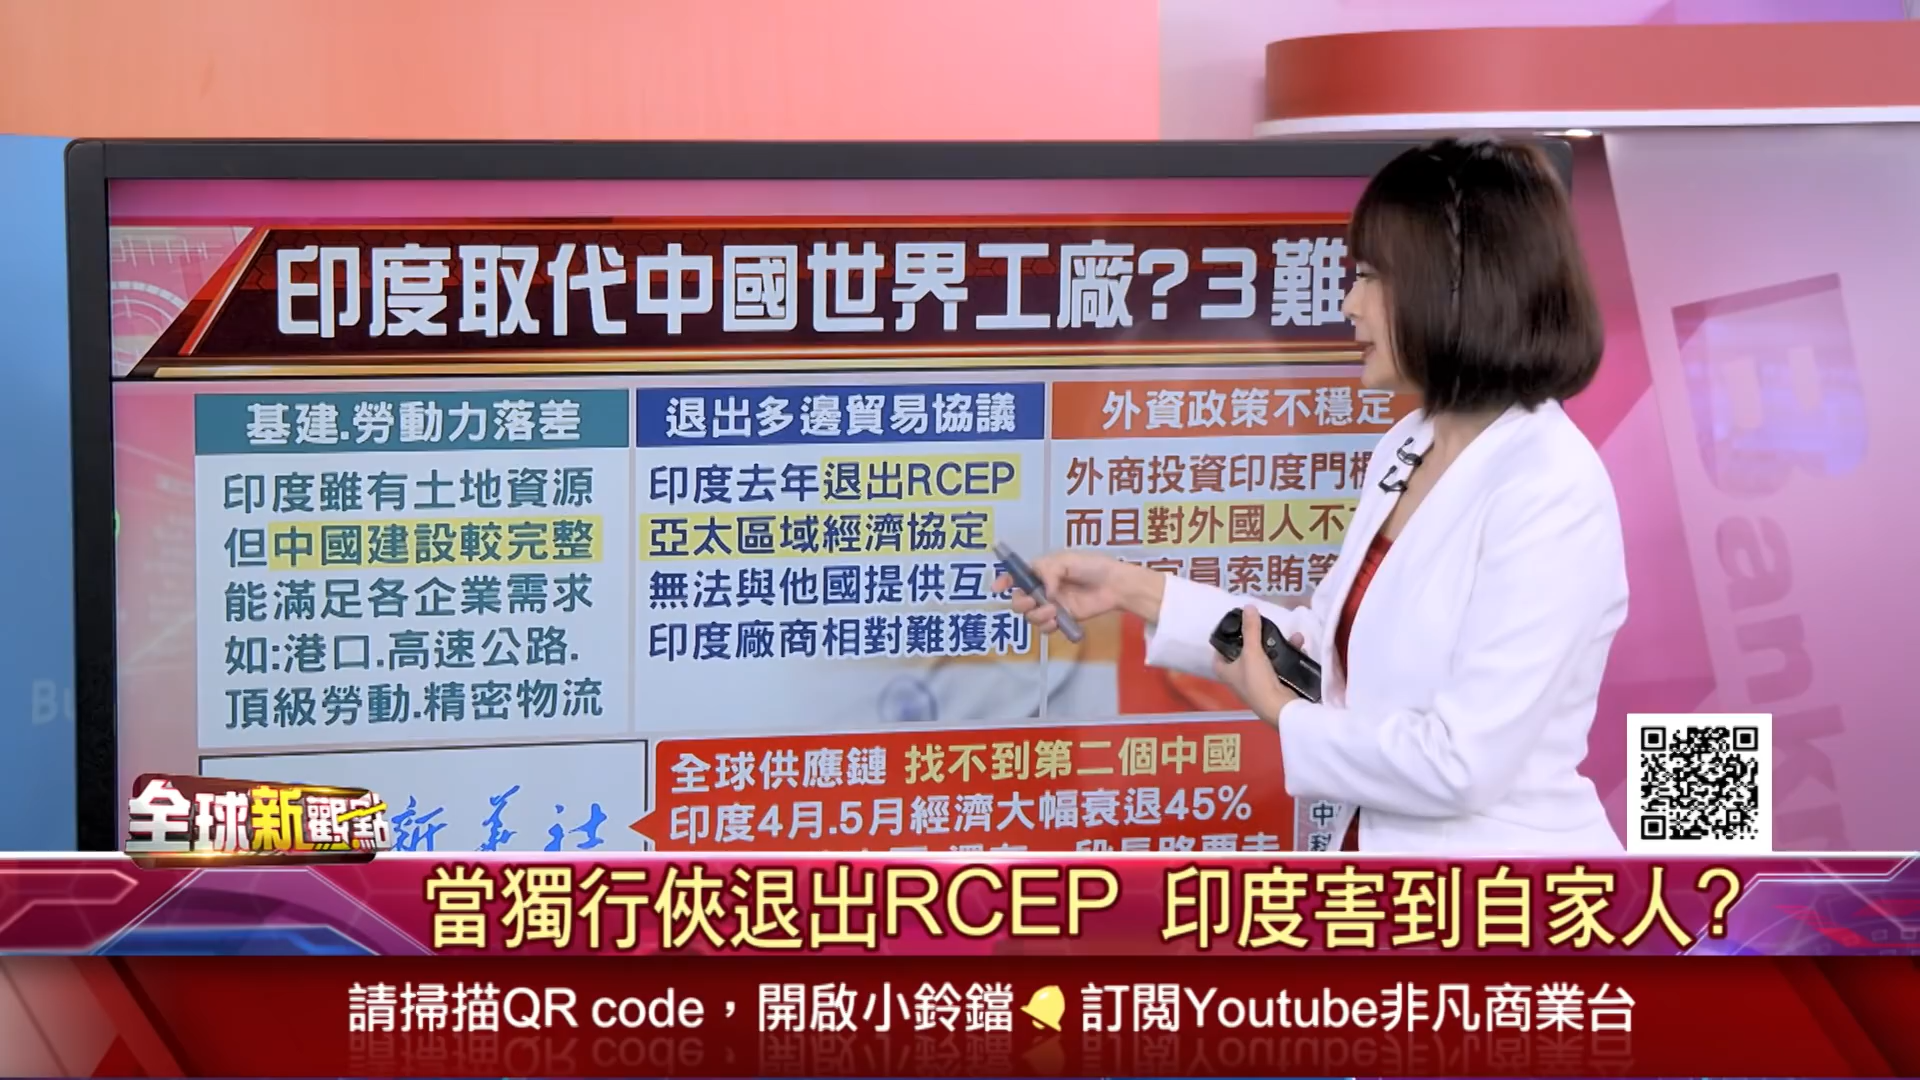 印度取代中國世界工廠?3難
基建.勞動力落差
印度雖有土地資源
但中國建設較完整
能滿足各企業需求
如:港口.高速公路.
頂級勞動.精密物流
退出多邊貿易協議
印度去年退出RCEP
亞太區域經濟協定
無法與他國提供互
印度廠商相對難獲利
外資政策不穩定
外商投資印度門
而且對外國人不
官員索賄等
新華社
全球供應鏈 找不到第二個中國
印度4月.5月經濟大幅衰退45%
中
科
Bankn
全球新觀點
當獨行俠退出RCEP 印度害到自家人?
請掃描QR code,開啟小鈴鐺🔔訂閱Youtube非凡商業台